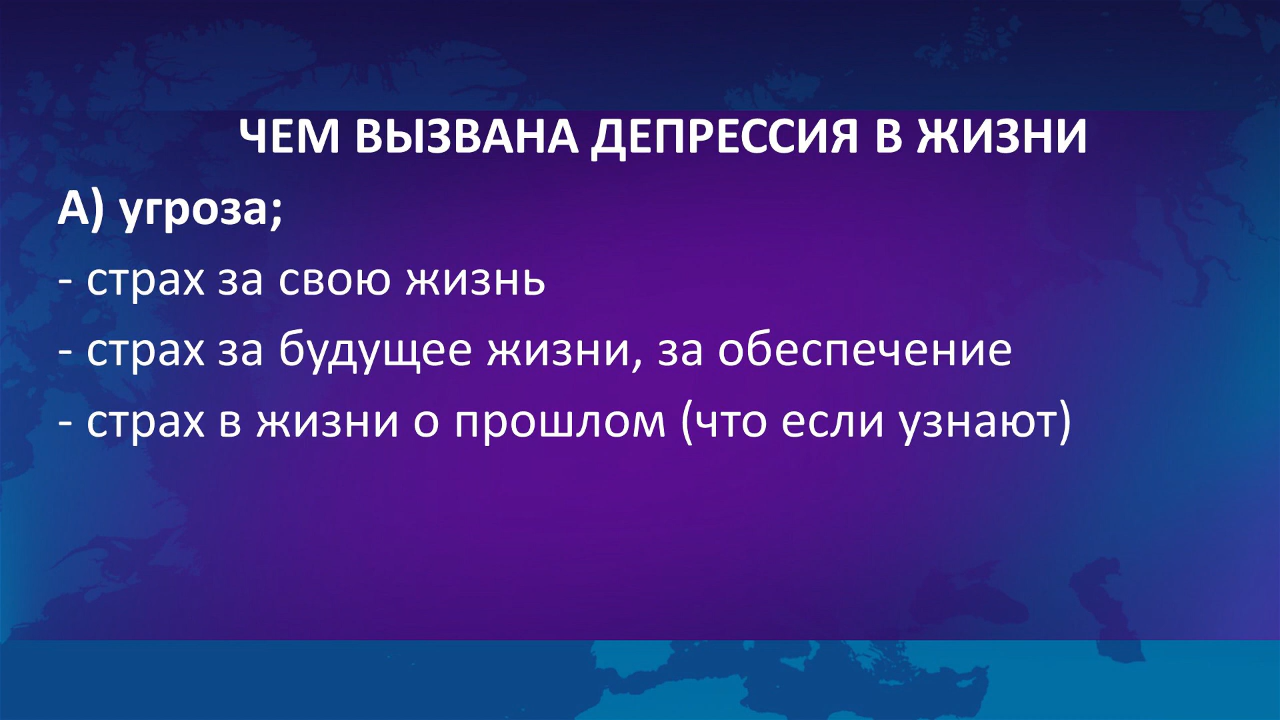 ЧЕМ ВЫЗВАНА ДЕПРЕССИЯ В ЖИЗНИ
А) угроза;
- страх за свою жизнь
- страх за будущее жизни, за обеспечение
- страх в жизни о прошлом (что если узнают)